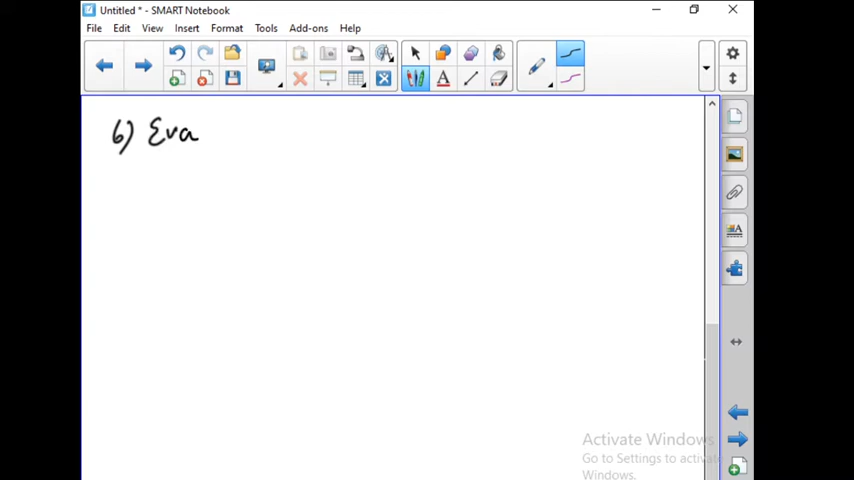 Untitled * - SMART Notebook
File Edit View Insert Format Tools Add-ons Help
6) Eva
Activate Windows
Go to Settings to activate
Windows.